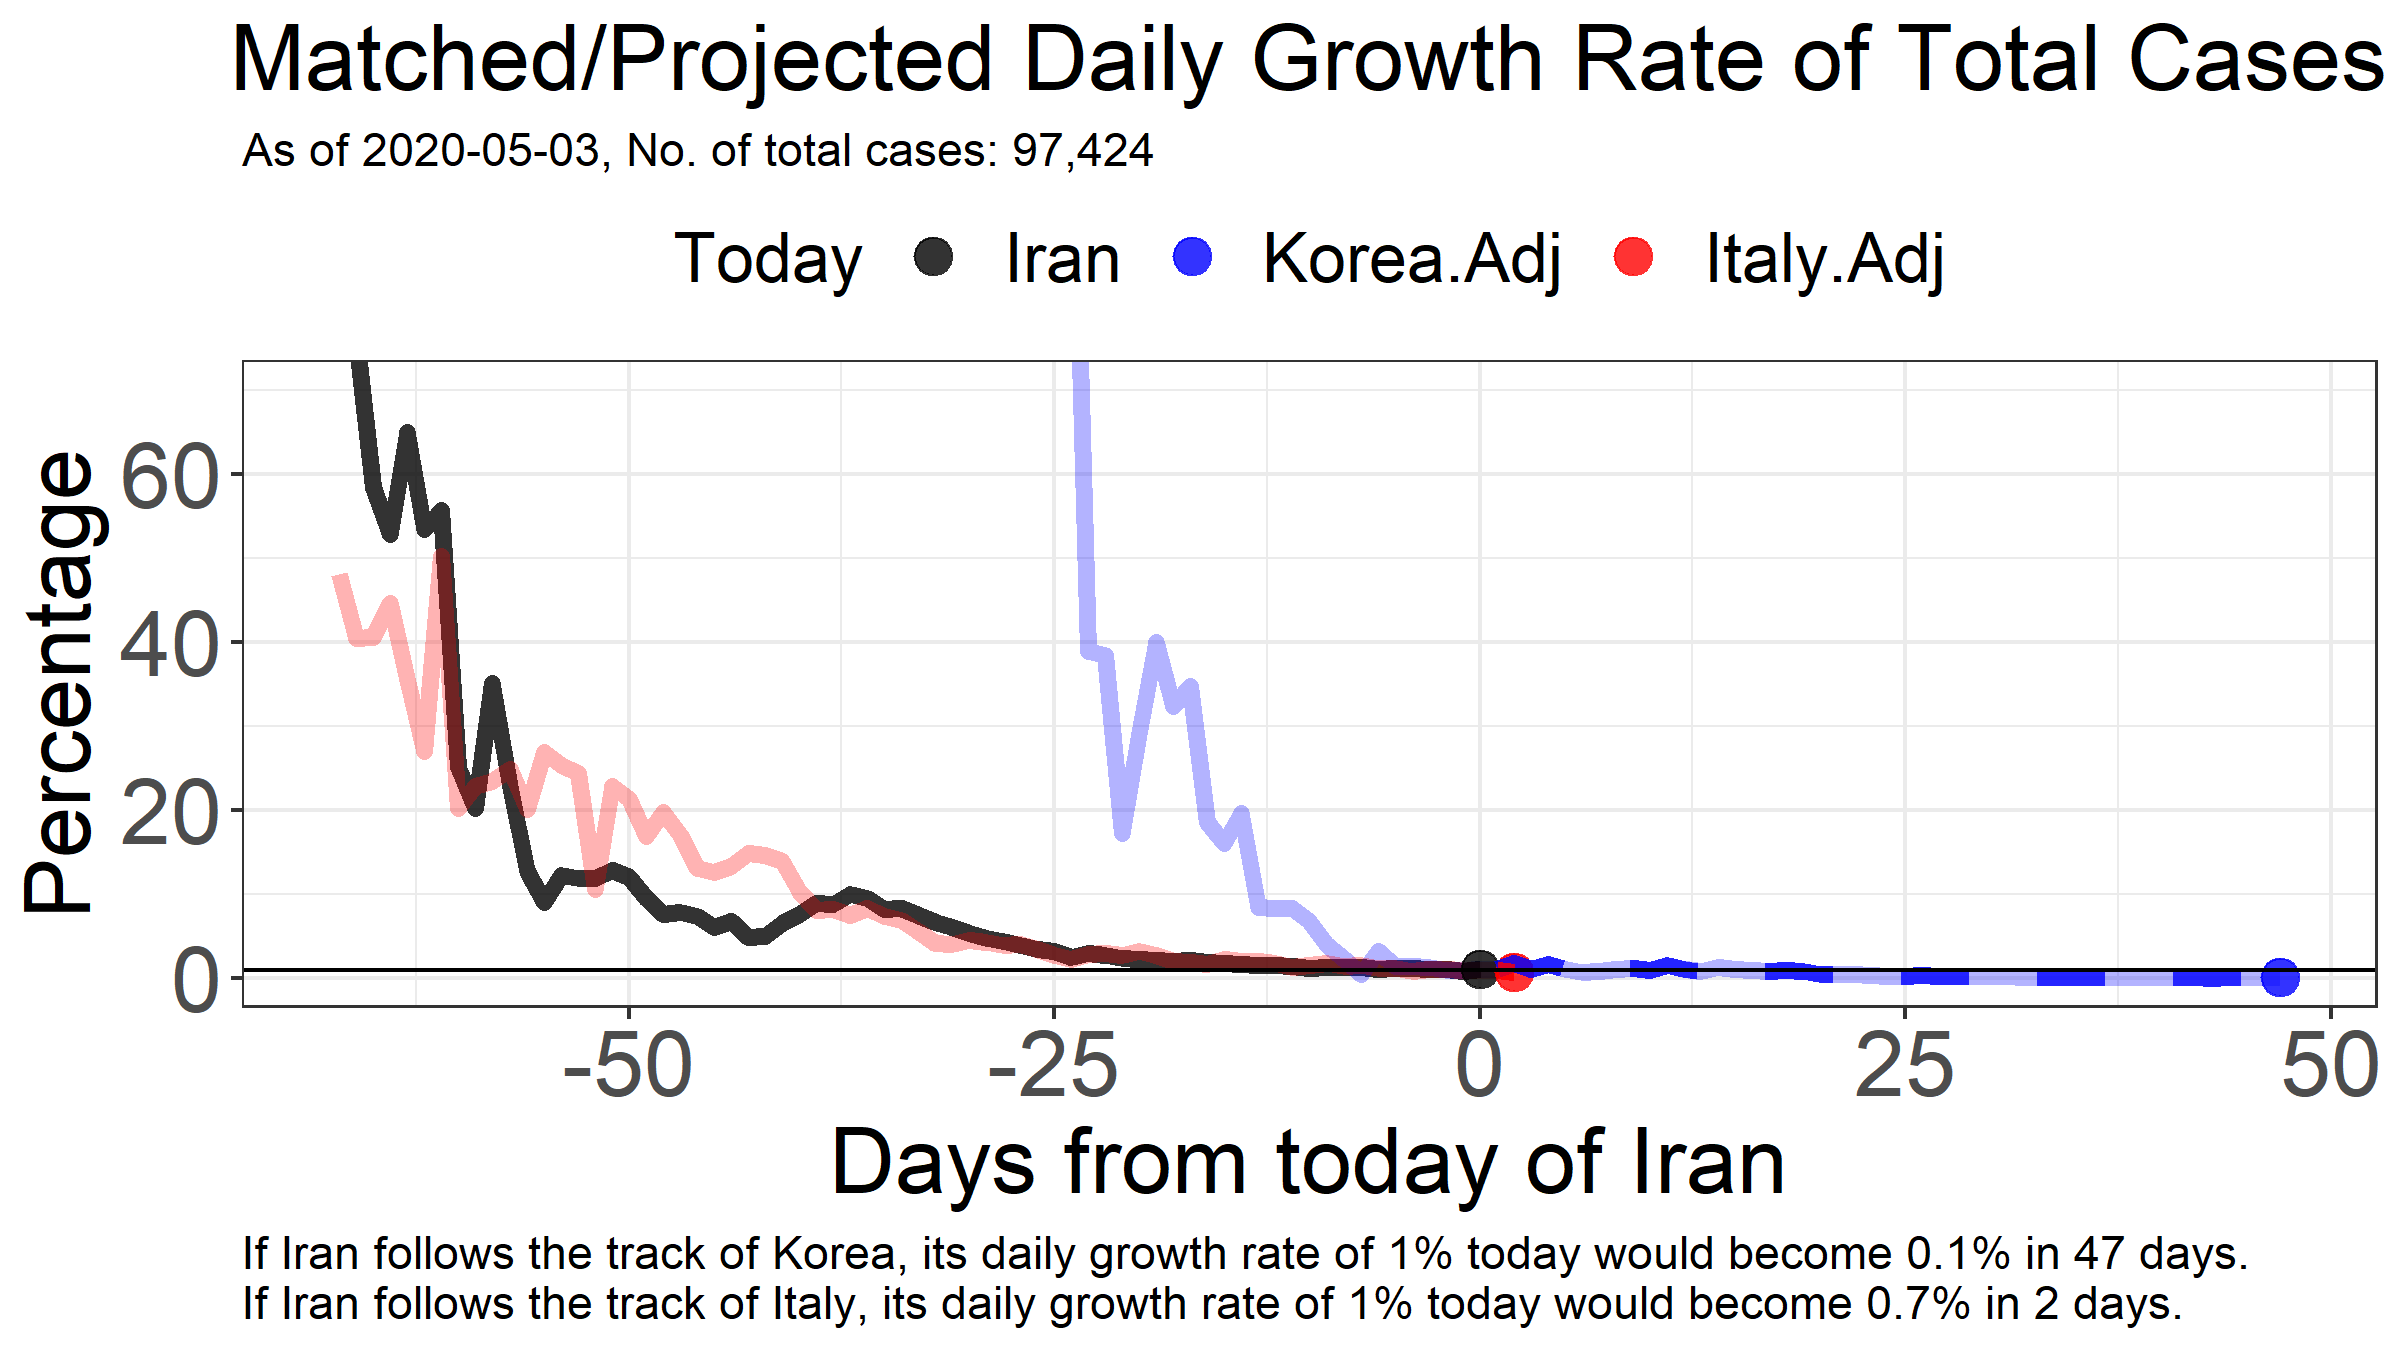 Matched/Projected Daily Growth Rate of Total Cases
As of 2020-05-03, No. of total cases: 97,424
Today Iran Korea.Adj Italy.Adj
Percentage
60
40
20
0
-50 -25 0 25 50
Days from today of Iran
If Iran follows the track of Korea, its daily growth rate of 1% today would become 0.1% in 47 days.
If Iran follows the track of Italy, its daily growth rate of 1% today would become 0.7% in 2 days.